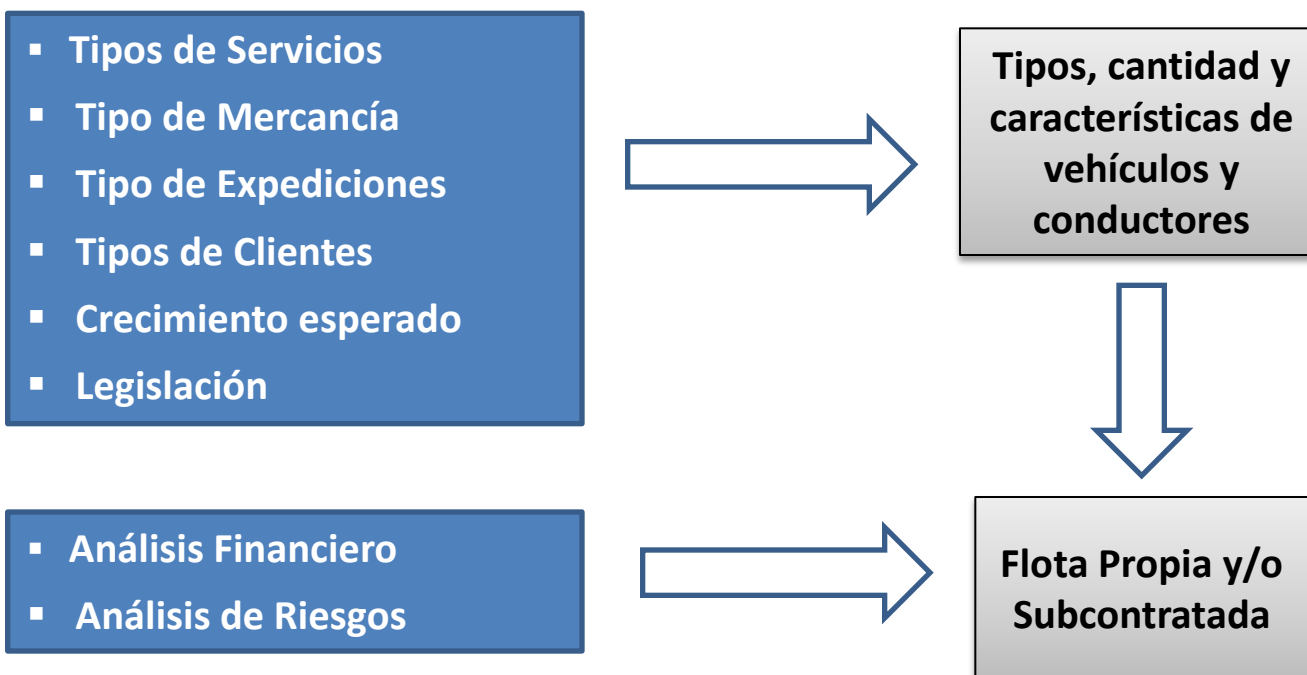 ▪ Tipos de Servicios
▪ Tipo de Mercancía
▪ Tipo de Expediciones
▪ Tipos de Clientes
▪ Crecimiento esperado
▪ Legislación
Tipos, cantidad y
característícas de
vehículos y
conductores
▪ Análisis Financiero
▪ Análisis de Riesgos
Flota Propia y/o
Subcontratada